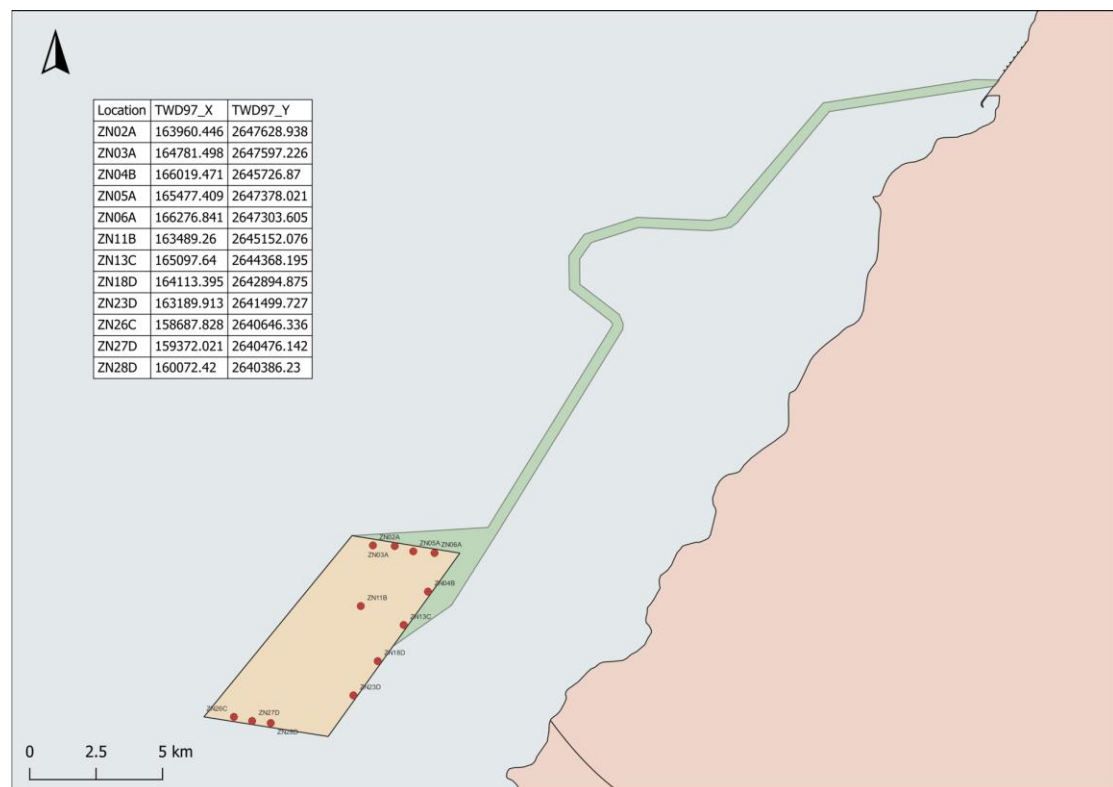 Location TWD97_X TWD97_Y
ZN02A 163960.446 2647628.938
ZN03A 164781.498 2647597.226
ZN04B 166019.471 2645726.87
ZN05A 165477.409 2647378.021
ZN06A 166276.841 2647303.605
ZN11B 163489.26 2645152.076
ZN13C 165097.64 2644368.195
ZN18D 164113.395 2642894.875
ZN23D 163189.913 2641499.727
ZN26C 158687.828 2640646.336
ZN27D 159372.021 2640476.142
ZN28D 160072.42 2640386.23
ZN02A
ZN03A
ZN05A
ZN06A
ZN04B
ZN11B
ZN13C
ZN18D
ZN23D
ZN26C
ZN27D
ZN28D
0 2.5 5 km